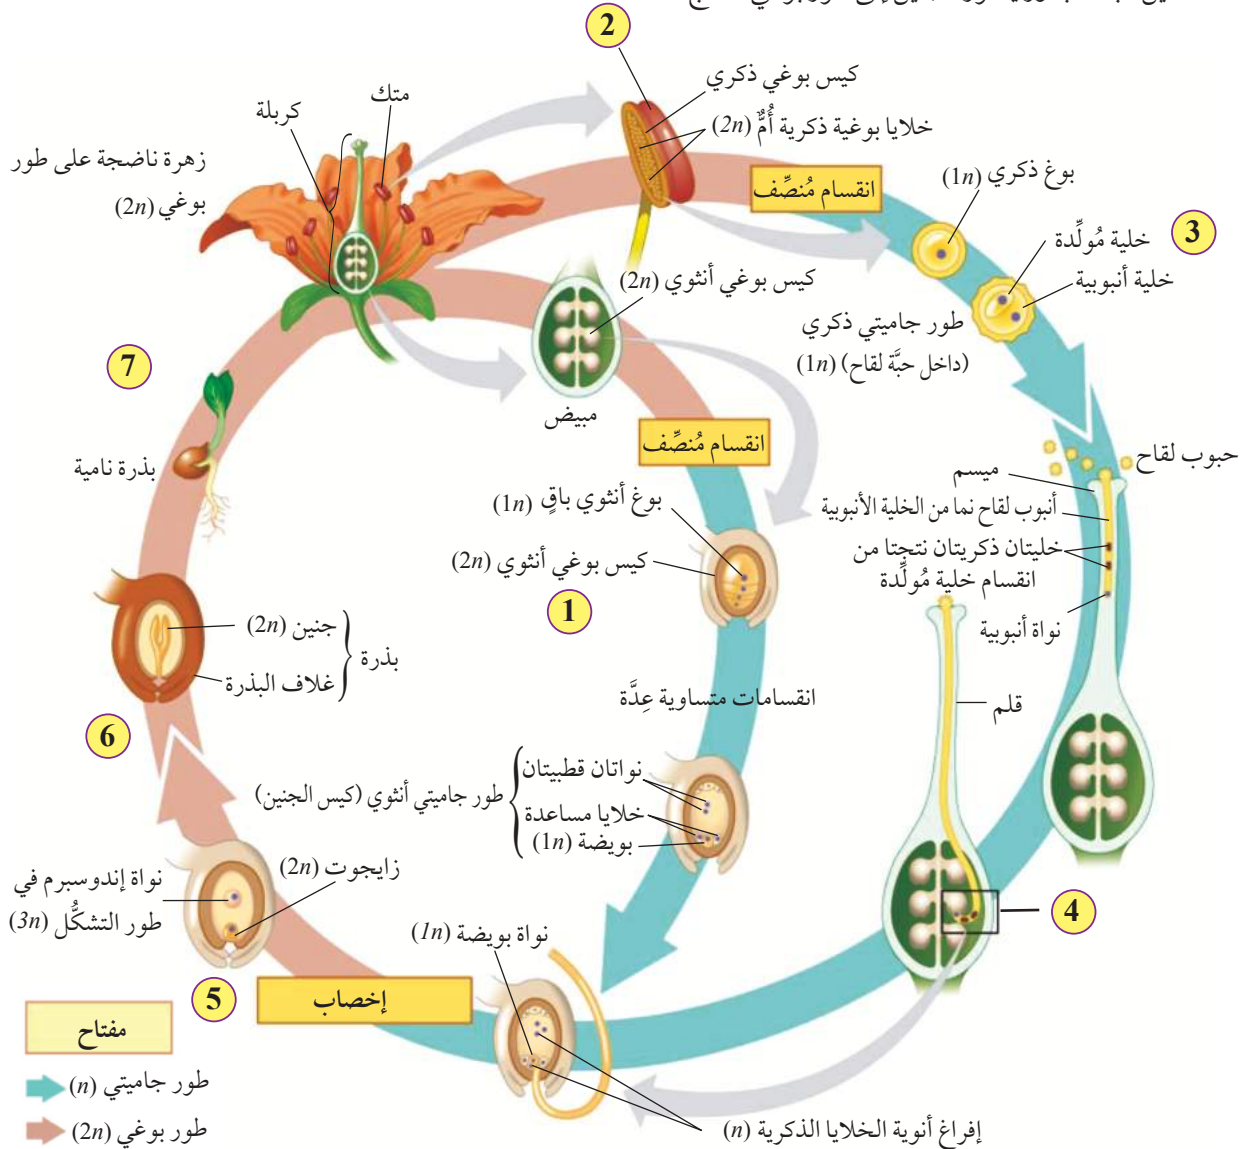 2
كيس بوغي ذكري
خلايا بوغية ذكرية أُمٌّ (2n)
متك
كربلة
زهرة ناضجة على طور
بوغي (2n)
انقسام مُنصِّف
بوغ ذكري (1n)
3
خلية مُولِّدة
خلية أنبوبية
طور جاميتي ذكري
(داخل حبَّة لقاح) (1n)
كيس بوغي أنثوي (2n)
مبيض
انقسام مُنصِّف
7
بذرة نامية
حبوب لقاح
ميسم
أنبوب لقاح نما من الخلية الأنبوبية
خليتان ذكريتان نتجتا من
انقسام خلية مُولِّدة
نواة أنبوبية
بوغ أنثوي باقٍ (1n)
كيس بوغي أنثوي (2n)
1
جنين (2n)
غلاف البذرة
بذرة
6
انقسامات متساوية عِدَّة
قلم
نواتان قطبيتان
خلايا مساعدة
بويضة (1n)
طور جاميتي أنثوي (كيس الجنين)
زايجوت (2n)
نواة إندوسبرم في
طور التشكُّل (3n)
4
نواة بويضة (1n)
5
إخصاب
مفتاح
طور جاميتي (n)
طور بوغي (2n)
إفراغ أنوية الخلايا الذكرية (n)